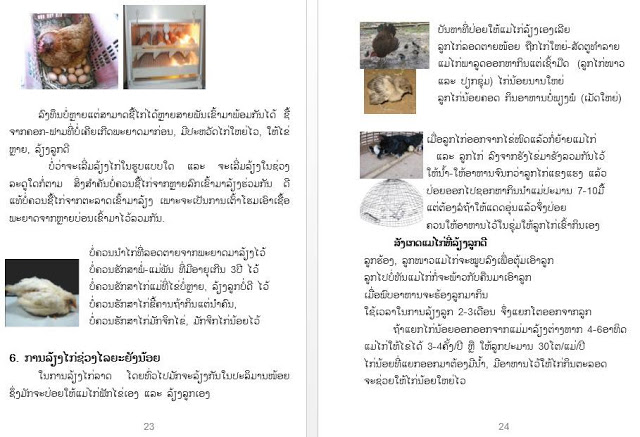 ລົງທຶນບໍ່ຫຼາຍແຕ່ສາມາດຊື້ໄກ່ໄດ້ຫຼາຍສາຍພັນເຂົ້າມາພ້ອມກັນໄດ້ ຊື້
ຈາກຄອກ-ຟາມທີ່ບໍ່ເຄີຍເກີດພະຍາດມາກ່ອນ, ມີປະຫວັດໄກ່ໃຫຍ່ໄວ, ໃຫ້ໄຂ່
ຫຼາຍ, ລ້ຽງລູກດີ
ບໍ່ວ່າຈະເລີ່ມລ້ຽງໄກ່ໃນຮູບແບບໃດ ແລະ ຈະເລີ່ມລ້ຽງໃນຊ່ວງ
ລະດູໃດກໍ່ຕາມ ສິ່ງສຳຄັນບໍ່ຄວນຊື້ໄກ່ຈາກຫຼາຍລົກເຂົ້າມາລ້ຽງຮ່ວມກັນ ດີ
ແທ້ບໍ່ຄວນຊື້ໄກ່ຈາກຕະລາດເຂົ້າມາລ້ຽງ ເພາະຈະເປັນການເຕົ້າໂຮມເອົາເຊື້ອ
ພະຍາດຈາກຫຼາຍບ່ອນເຂົ້າມາໄວ້ລວມກັນ.
ບໍ່ຄວນນຳໄກ່ທີ່ລອດຕາຍຈາກພະຍາດມາລ້ຽງໄວ້
ບໍ່ຄວນຮັກສາພໍ່-ແມ່ພັນ ທີ່ມີອາຍຸເກີນ 3ປີ ໄວ້
ບໍ່ຄວນຮັກສາໄກ່ແມ່ທີ່ໄຂ່ບໍ່ຫຼາຍ, ລ້ຽງລູກບໍ່ດີ ໄວ້
ບໍ່ຄວນຮັກສາໄກ່ຂີ້ຄານຖ້າກິນແຕ່ນຳຄົນ,
ບໍ່ຄວນຮັກສາໄກ່ມັກຈິກໄຂ່, ມັກຈິກໄກ່ນ້ອຍໄວ້
6. ການລ້ຽງໄກ່ຊ່ວງໄລຍະຍັງນ້ອຍ
ໃນການລ້ຽງໄກ່ລາດ ໂດຍທົ່ວໄປມັກຈະລ້ຽງກັນໃນປະລິມານໜ້ອຍ
ຊຶ່ງມັກຈະປ່ອຍໃຫ້ແມ່ໄກ່ຟັກໄຂ່ເອງ ແລະ ລ້ຽງລູກເອງ
23
ບັນຫາທີ່ປ່ອຍໃຫ້ແມ່ໄກ່ລ້ຽງເອງເລີຍ
ລູກໄກ່ລອດຕາຍໜ້ອຍ ຖືກໄກ່ໃຫຍ່-ສັດຕູທຳລາຍ
ແມ່ໄກ່ພາລູກອອກຫາກິນແຕ່ເຊົ້າມືດ (ລູກໄກ່ໜາວ
ແລະ ປຽກຊຸ່ມ) ໄກ່ນ້ອຍນານໃຫຍ່
ລູກໄກ່ນ້ອຍຄອດ ກິນອາຫານບໍ່ພຽງພໍ (ເມັດໃຫຍ່)
ເມື່ອລູກໄກ່ອອກຈາກໄຂ່ໝົດແລ້ວກໍ່ຍ້າຍແມ່ໄກ່
ແລະ ລູກໄກ່ ລົງຈາກຮັງໄຂ່ມາຂັງລວມກັນໄວ້
ໃຫ້ນ້ຳ-ໃຫ້ອາຫານຈົນກວ່າລູກໄກ່ແຂງແຮງ ແລ້ວ
ປ່ອຍອອກໄປຊອກຫາກິນນຳແມ່ປະມານ 7-10ມື້
ແຕ່ຕ້ອງລໍຖ້າໃຫ້ແດດອຸ່ນແລ້ວຈຶ່ງປ່ອຍ
ຄວນໃຫ້ອາຫານໄວ້ໃນຊຸ່ມໃຫ້ລູກໄກ່ເຂົ້າກິນເອງ
ສັງເກດແມ່ໄກ່ທີ່ລ້ຽງລູກດີ
ລູກຮ້ອງ, ລູກໜາວແມ່ໄກ່ຈະໝູບລົງເພື່ອຕຸ້ມເອົາລູກ
ລູກໄປບໍ່ທັນແມ່ໄກ່ກໍ່ຈະຟ້າວກັບຄືນມາເອົາລູກ
ເມື່ອພົບອາຫານຈະຮ້ອງລູກມາກິນ
ໃຊ້ເວລາໃນການລ້ຽງລູກ 2-3ເດືອນ ຈຶ່ງແຍກໂຕອອກຈາກລູກ
ຖ້າແຍກໄກ່ນ້ອຍອອກອອກຈາກແມ່ມາລ້ຽງຕ່າງຫາກ 4-6ອາທິດ
ແມ່ໄກ່ໃຫ້ໄຂ່ໄດ້ 3-4ຄັ້ງ/ປີ ຫຼື ໃຫ້ລູກປະມານ 30ໂຕ/ແມ່/ປີ
ໄກ່ນ້ອຍທີ່ແຍກອອກມາຕ້ອງມີນ້ຳ, ມີອາຫານໄວ້ໃຫ້ໄກ່ກິນຕະລອດ
ຈະຊ່ວຍໃຫ້ໄກ່ນ້ອຍໃຫຍ່ໄວ
24